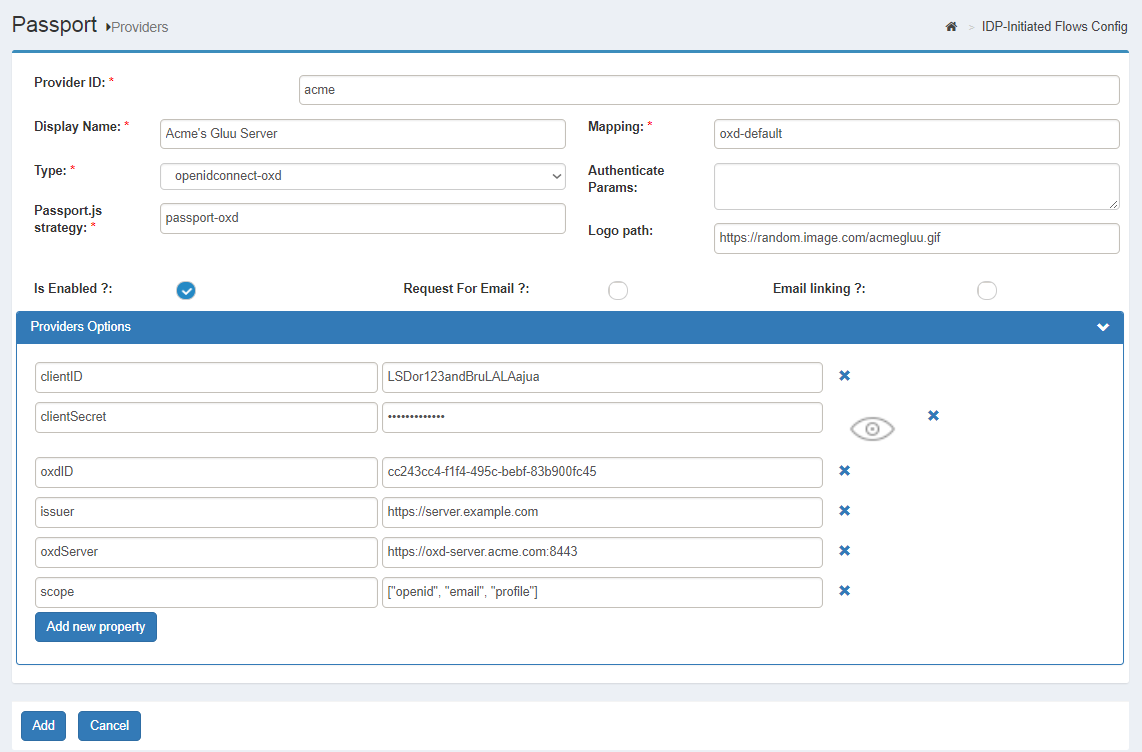 Passport Providers
> IDP-Initiated Flows Config
Provider ID: *
acme
Display Name: *
Acme's Gluu Server
Mapping: *
oxd-default
Type: *
openidconnect-oxd
Authenticate
Params:
Passport.js
strategy: *
passport-oxd
Logo path:
https://random.image.com/acmegluu.gif
Is Enabled ?:
Request For Email ?:
Email linking ?:
Providers Options
clientID
LSDor123andBruLALAajua
clientSecret
•••••••••••••
oxdID
cc243cc4-f1f4-495c-bebf-83b900fc45
issuer
https://server.example.com
oxdServer
https://oxd-server.acme.com:8443
scope
["openid", "email", "profile"]
Add new property
Add
Cancel